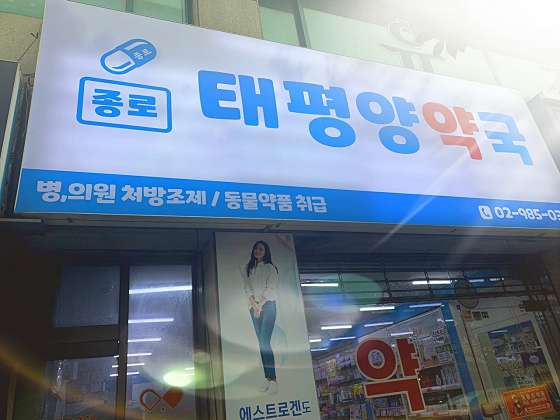 종로
종로
태평양약국
병,의원 처방조제 / 동물약품 취급
02-985-03
약
에스트로겐도